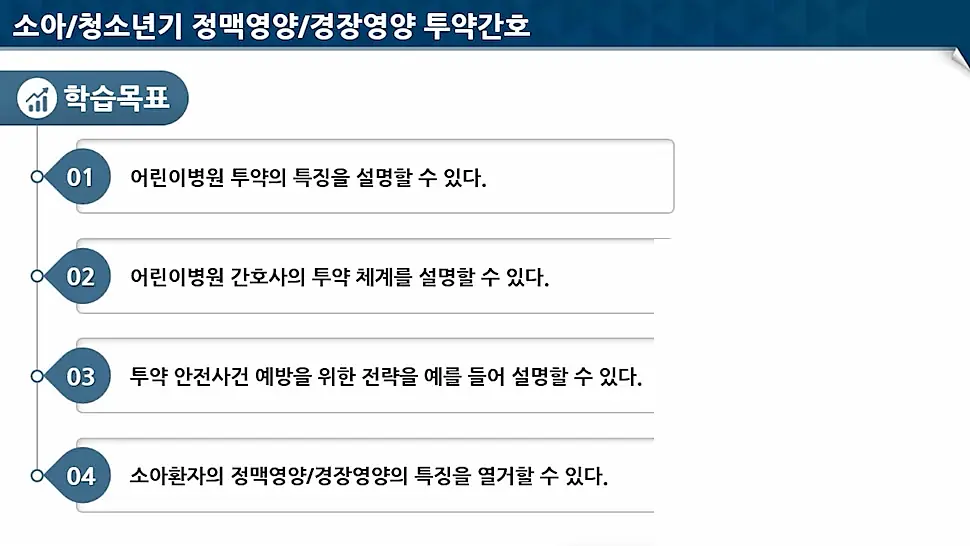 소아/청소년기 정맥영양/경장영양 투약간호
학습목표
01
어린이병원 투약의 특징을 설명할 수 있다.
02
어린이병원 간호사의 투약 체계를 설명할 수 있다.
03
투약 안전사건 예방을 위한 전략을 예를 들어 설명할 수 있다.
04
소아환자의 정맥영양/경장영양의 특징을 열거할 수 있다.